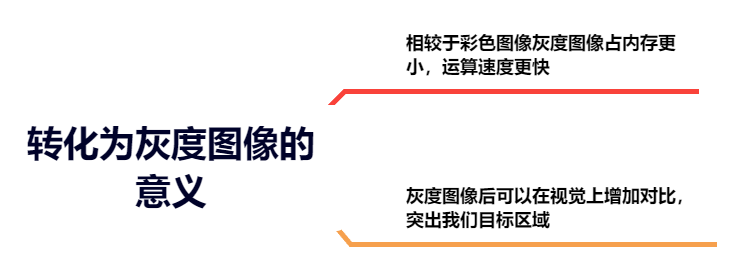 转化为灰度图像的
意义
相较于彩色图像灰度图像占内存更
小，运算速度更快
灰度图像后可以在视觉上增加对比，
突出我们目标区域